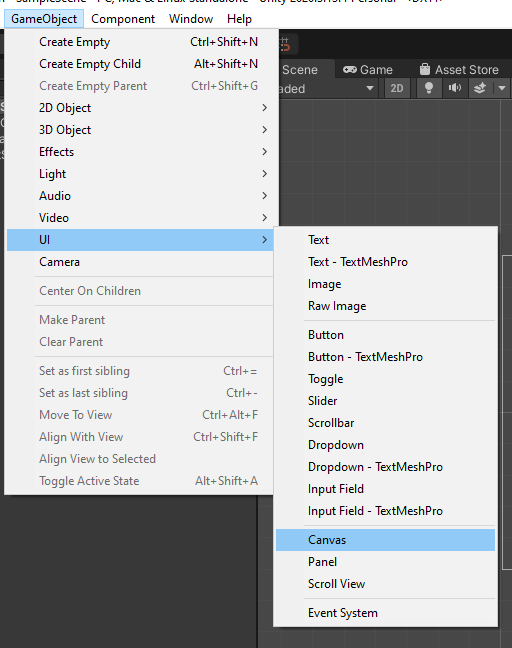 GameObject Component Window Help
Create Empty Ctrl+Shift+N
Create Empty Child Alt+Shift+N
Create Empty Parent Ctrl+Shift+G
2D Object
3D Object
Effects
Light
Audio
Video
UI
Camera
Center On Children
Make Parent
Clear Parent
Set as first sibling Ctrl+=
Set as last sibling Ctrl+-
Move To View Ctrl+Alt+F
Align With View Ctrl+Shift+F
Align View to Selected
Toggle Active State Alt+Shift+A
Scene Game Asset Store
aded 2D
Text
Text - TextMeshPro
Image
Raw Image
Button
Button - TextMeshPro
Toggle
Slider
Scrollbar
Dropdown
Dropdown - TextMeshPro
Input Field
Input Field - TextMeshPro
Canvas
Panel
Scroll View
Event System